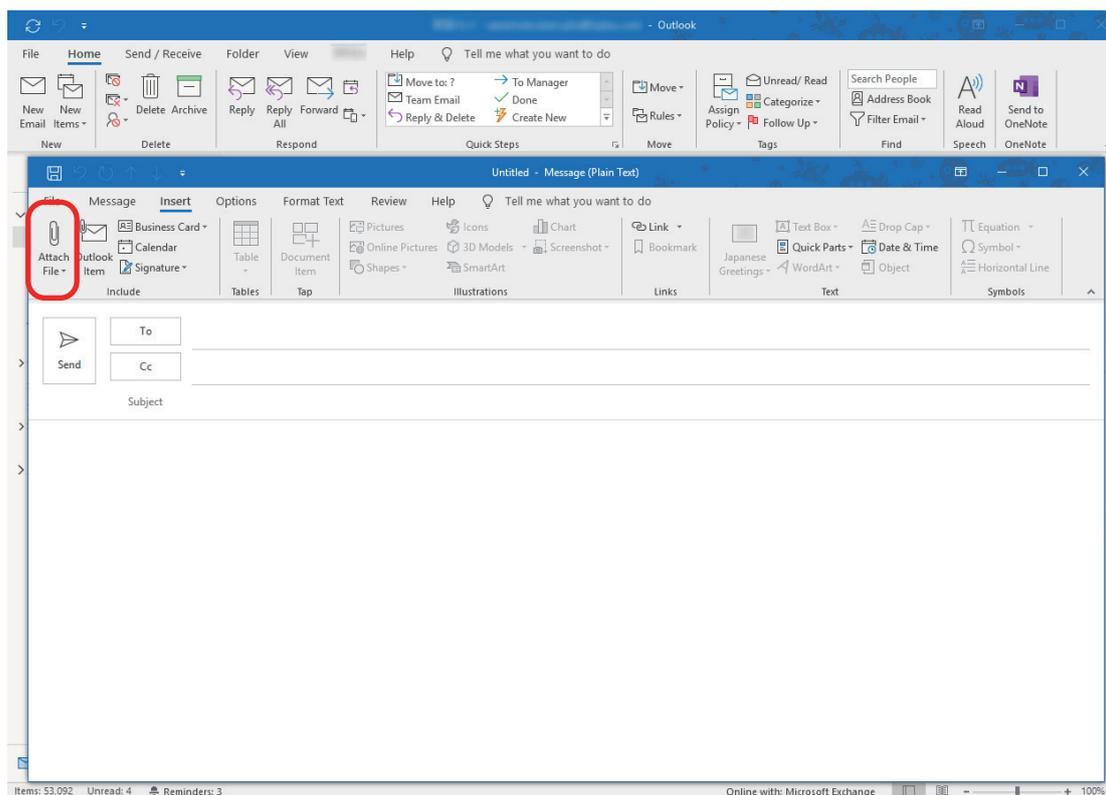 - Outlook
File Home Send / Receive Folder View Help Tell me what you want to do
New Email
New Items
Delete Archive
Reply Reply All Forward
Move to: ? To Manager
Team Email Done
Reply & Delete Create New
Move
Rules
Assign Policy
Unread/ Read
Categorize
Follow Up
Search People
Address Book
Filter Email
Read Aloud
Send to OneNote
New Delete Respond Quick Steps Move Tags Find Speech OneNote
Untitled - Message (Plain Text)
File Message Insert Options Format Text Review Help Tell me what you want to do
Attach File
Outlook Item
Business Card
Calendar
Signature
Table
Document Item
Pictures Icons Chart
Online Pictures 3D Models Screenshot
Shapes SmartArt
Link
Bookmark
Japanese Greetings
Text Box Drop Cap
Quick Parts Date & Time
WordArt Object
Equation
Symbol
Horizontal Line
Include Tables Tap Illustrations Links Text Symbols
Send
To
Cc
Subject
Items: 53,092 Unread: 4 Reminders: 3 Online with: Microsoft Exchange 100%